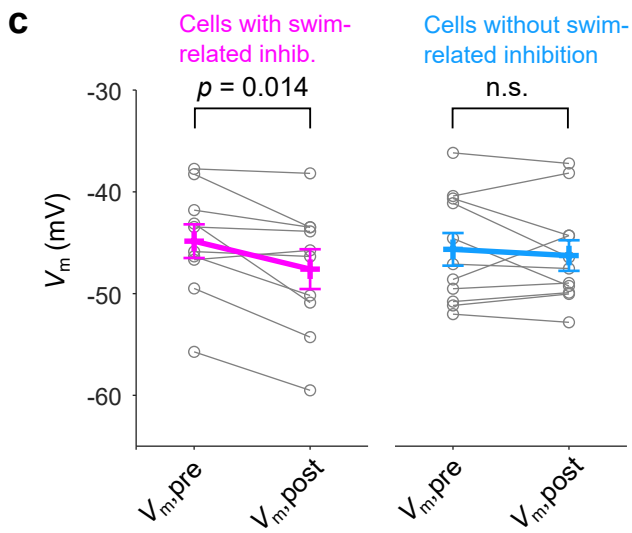 c
Cells with swim-
related inhib.
Cells without swim-
related inhibition
p = 0.014
n.s.
-30
-40
-50
-60
Vm (mV)
Vm,pre
Vm,post
Vm,pre
Vm,post